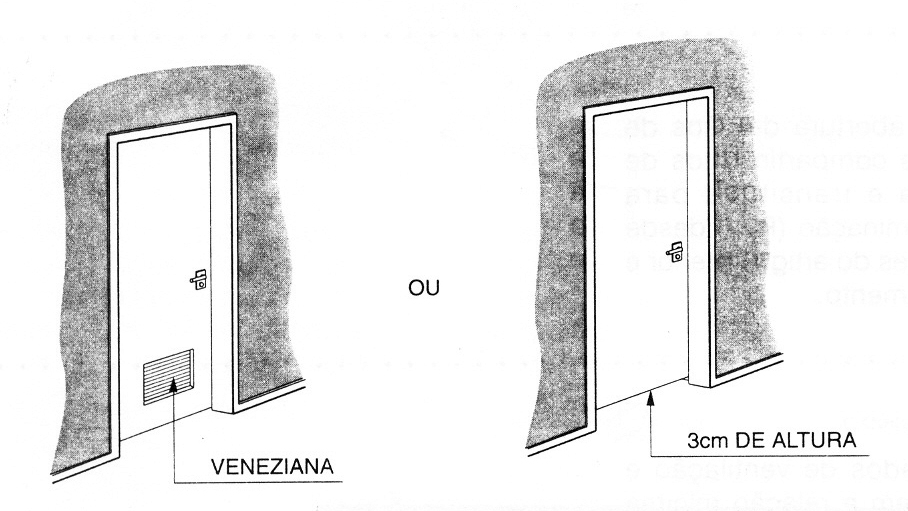 OU
VENEZIANA
3cm DE ALTURA